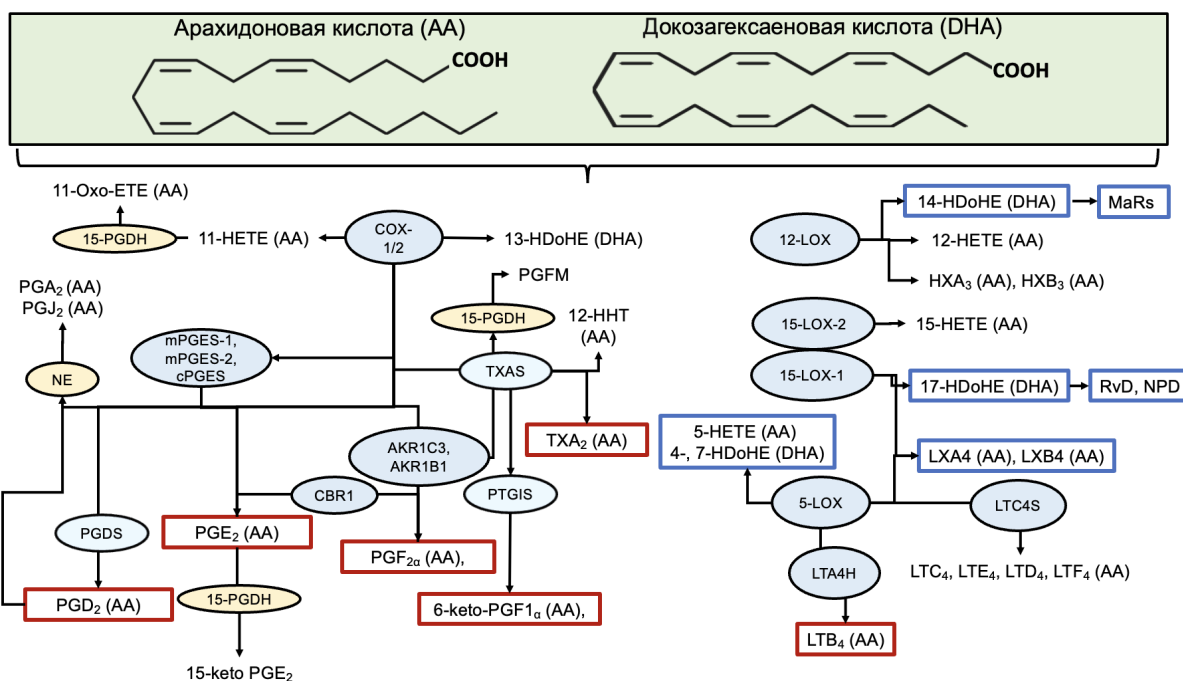 Арахидоновая кислота (AA)
Докозагексаеновая кислота (DHA)
COOH
COOH
11-Oxo-ETE (AA)
15-PGDH
11-HETE (AA)
COX-
1/2
13-HDoHE (DHA)
PGFM
15-PGDH
12-HHT
(AA)
PGA₂ (AA)
PGJ₂ (AA)
NE
mPGES-1,
mPGES-2,
cPGES
TXAS
TXA₂ (AA)
AKR1C3,
AKR1B1
CBR1
PTGIS
PGDS
PGE₂ (AA)
PGF₂α (AA),
PGD₂ (AA)
15-PGDH
6-keto-PGF1α (AA),
15-keto PGE₂
12-LOX
14-HDoHE (DHA)
MaRs
12-HETE (AA)
HXA₃ (AA), HXB₃ (AA)
15-LOX-2
15-HETE (AA)
15-LOX-1
17-HDoHE (DHA)
RvD, NPD
5-HETE (AA)
4-, 7-HDoHE (DHA)
LXA4 (AA), LXB4 (AA)
5-LOX
LTC4S
LTA4H
LTC₄, LTE₄, LTD₄, LTF₄ (AA)
LTB₄ (AA)